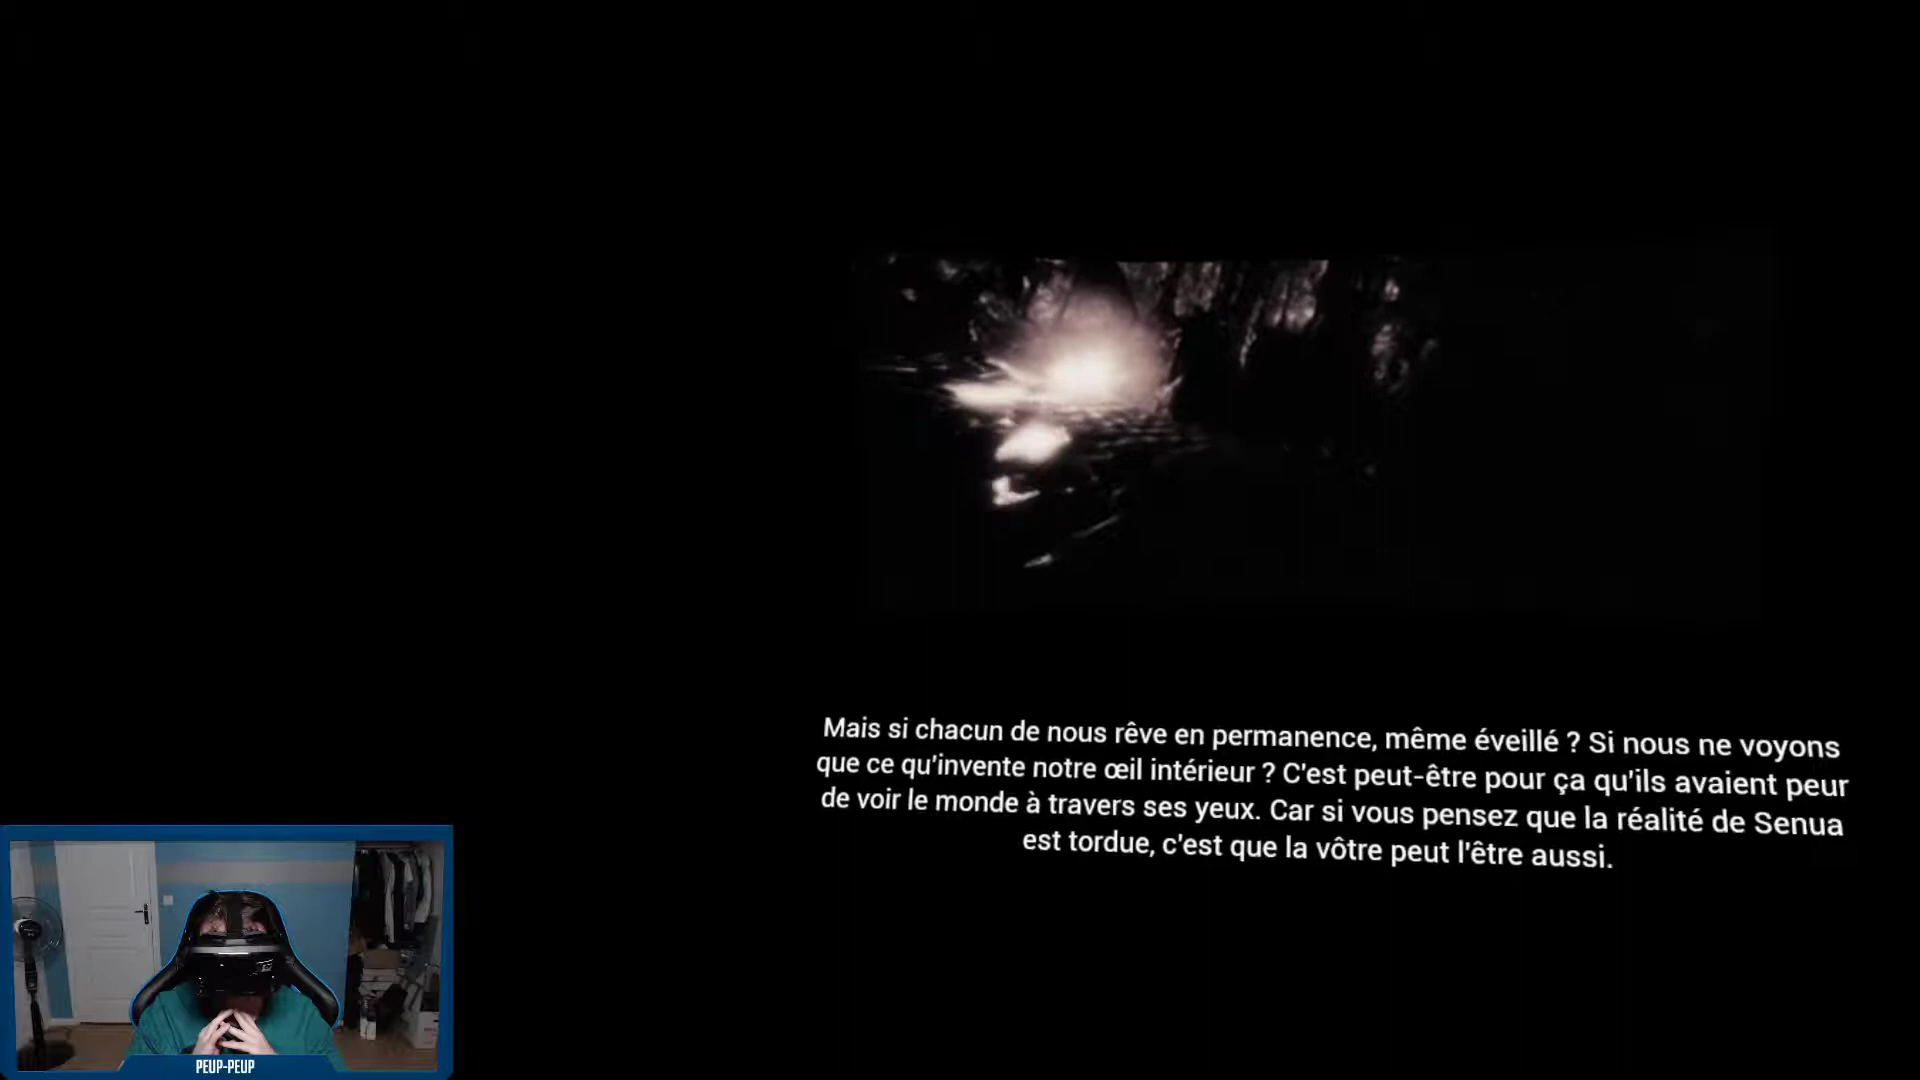 Mais si chacun de nous rêve en permanence, même éveillé ? Si nous ne voyons
que ce qu'invente notre œil intérieur ? C'est peut-être pour ça qu'ils avaient peur
de voir le monde à travers ses yeux. Car si vous pensez que la réalité de Senua
est tordue, c'est que la vôtre peut l'être aussi.
PEUP-PEUP